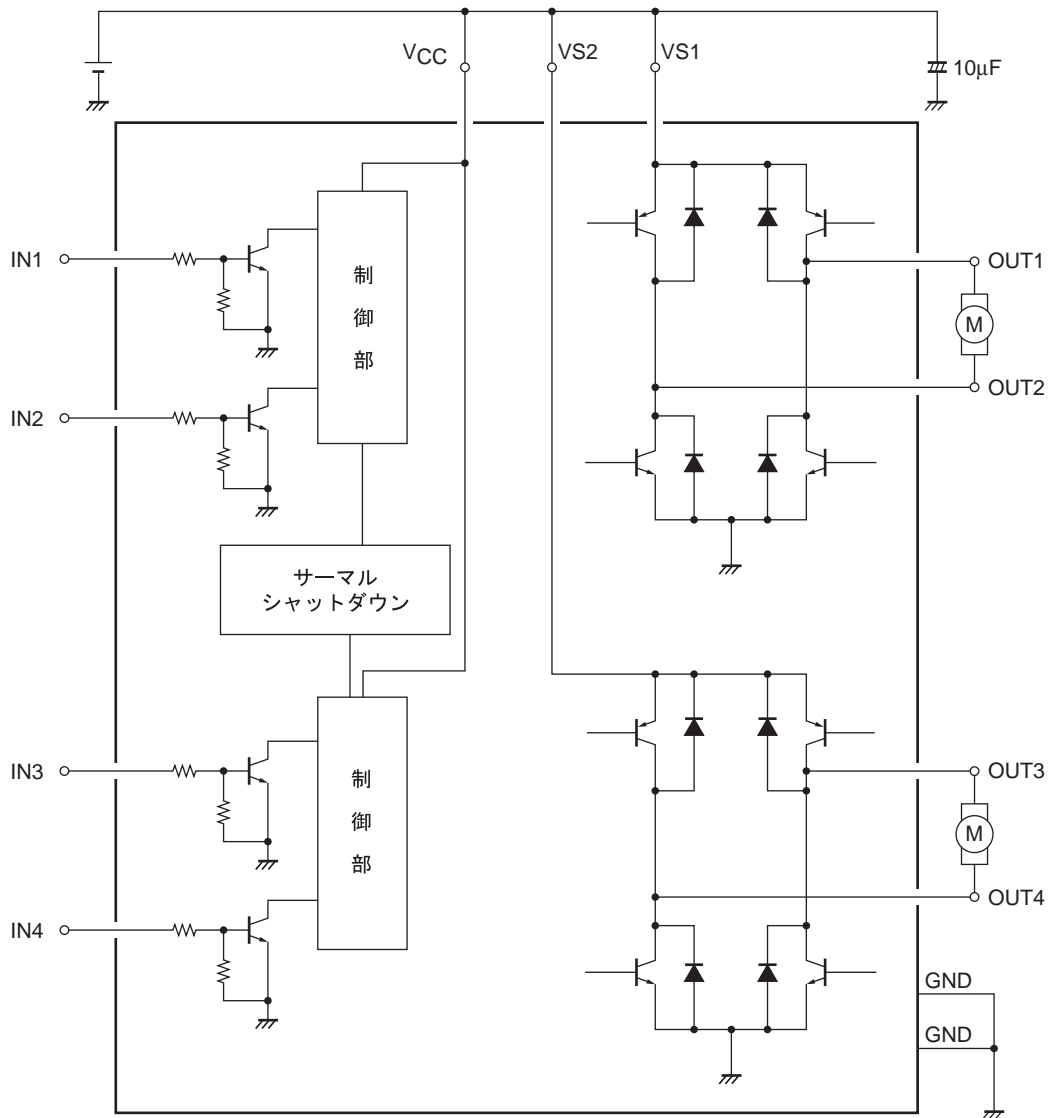 VCC
VS2
VS1
10μF
IN1
制御部
OUT1
M
IN2
OUT2
サーマル
シャットダウン
IN3
制御部
OUT3
M
IN4
OUT4
GND
GND